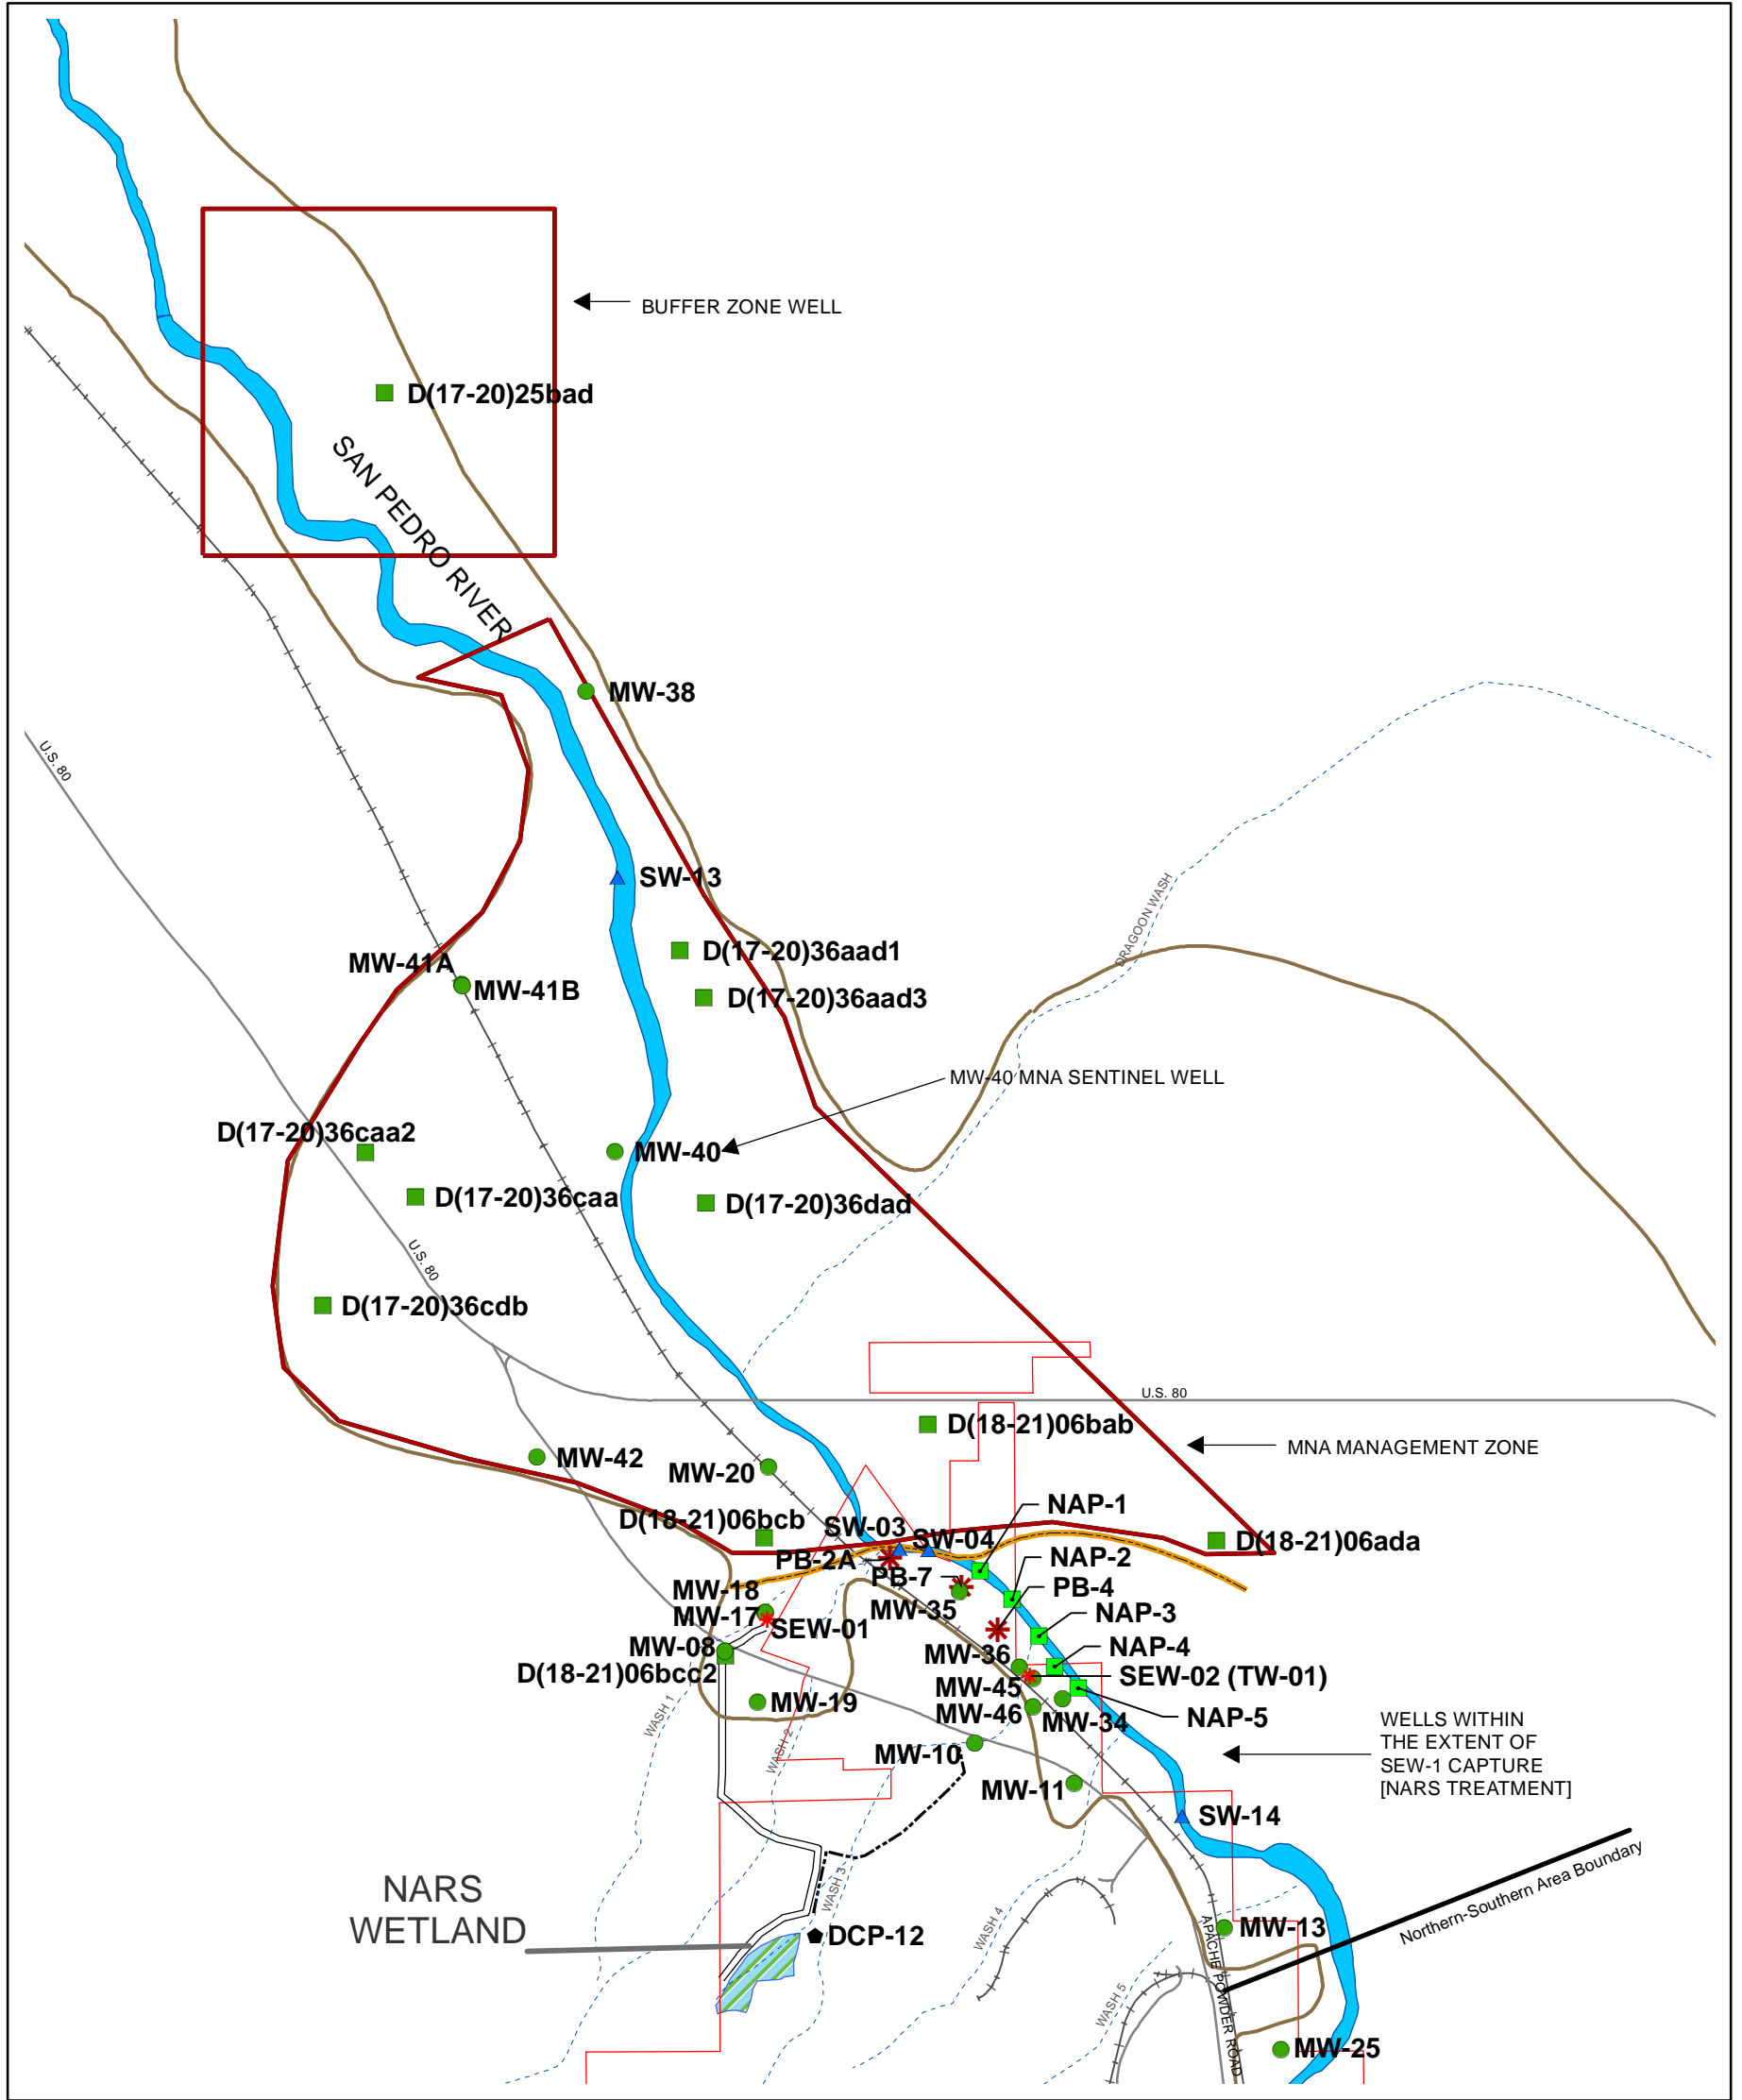 BUFFER ZONE WELL
D(17-20)25bad
SAN PEDRO RIVER
MW-38
U.S. 80
SW-13
DRAGOON WASH
D(17-20)36aad1
MW-41A
MW-41B
D(17-20)36aad3
MW-40 MNA SENTINEL WELL
D(17-20)36caa2
MW-40
D(17-20)36caa
D(17-20)36dad
U.S. 80
D(17-20)36cdb
U.S. 80
D(18-21)06bab
MNA MANAGEMENT ZONE
MW-42
MW-20
NAP-1
D(18-21)06bcb
SW-03
SW-04
D(18-21)06ada
PB-2A
NAP-2
PB-7
PB-4
MW-18
MW-35
NAP-3
MW-17
SEW-01
MW-08
MW-36
NAP-4
D(18-21)06bcc2
SEW-02 (TW-01)
MW-45
MW-19
MW-46
MW-34
NAP-5
WASH 1
WASH 2
MW-10
WELLS WITHIN
THE EXTENT OF
SEW-1 CAPTURE
[NARS TREATMENT]
MW-11
SW-14
NARS
WETLAND
WASH 3
DCP-12
WASH 4
MW-13
Northern-Southern Area Boundary
APACHE POWDER ROAD
WASH 5
MW-25